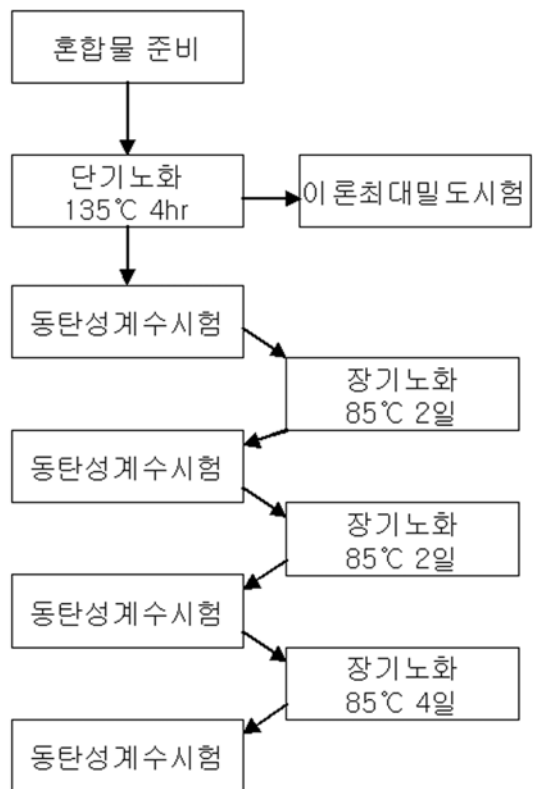 혼합물 준비
단기노화
135℃ 4hr
이론최대밀도시험
동탄성계수시험
장기노화
85℃ 2일
동탄성계수시험
장기노화
85℃ 2일
동탄성계수시험
장기노화
85℃ 4일
동탄성계수시험